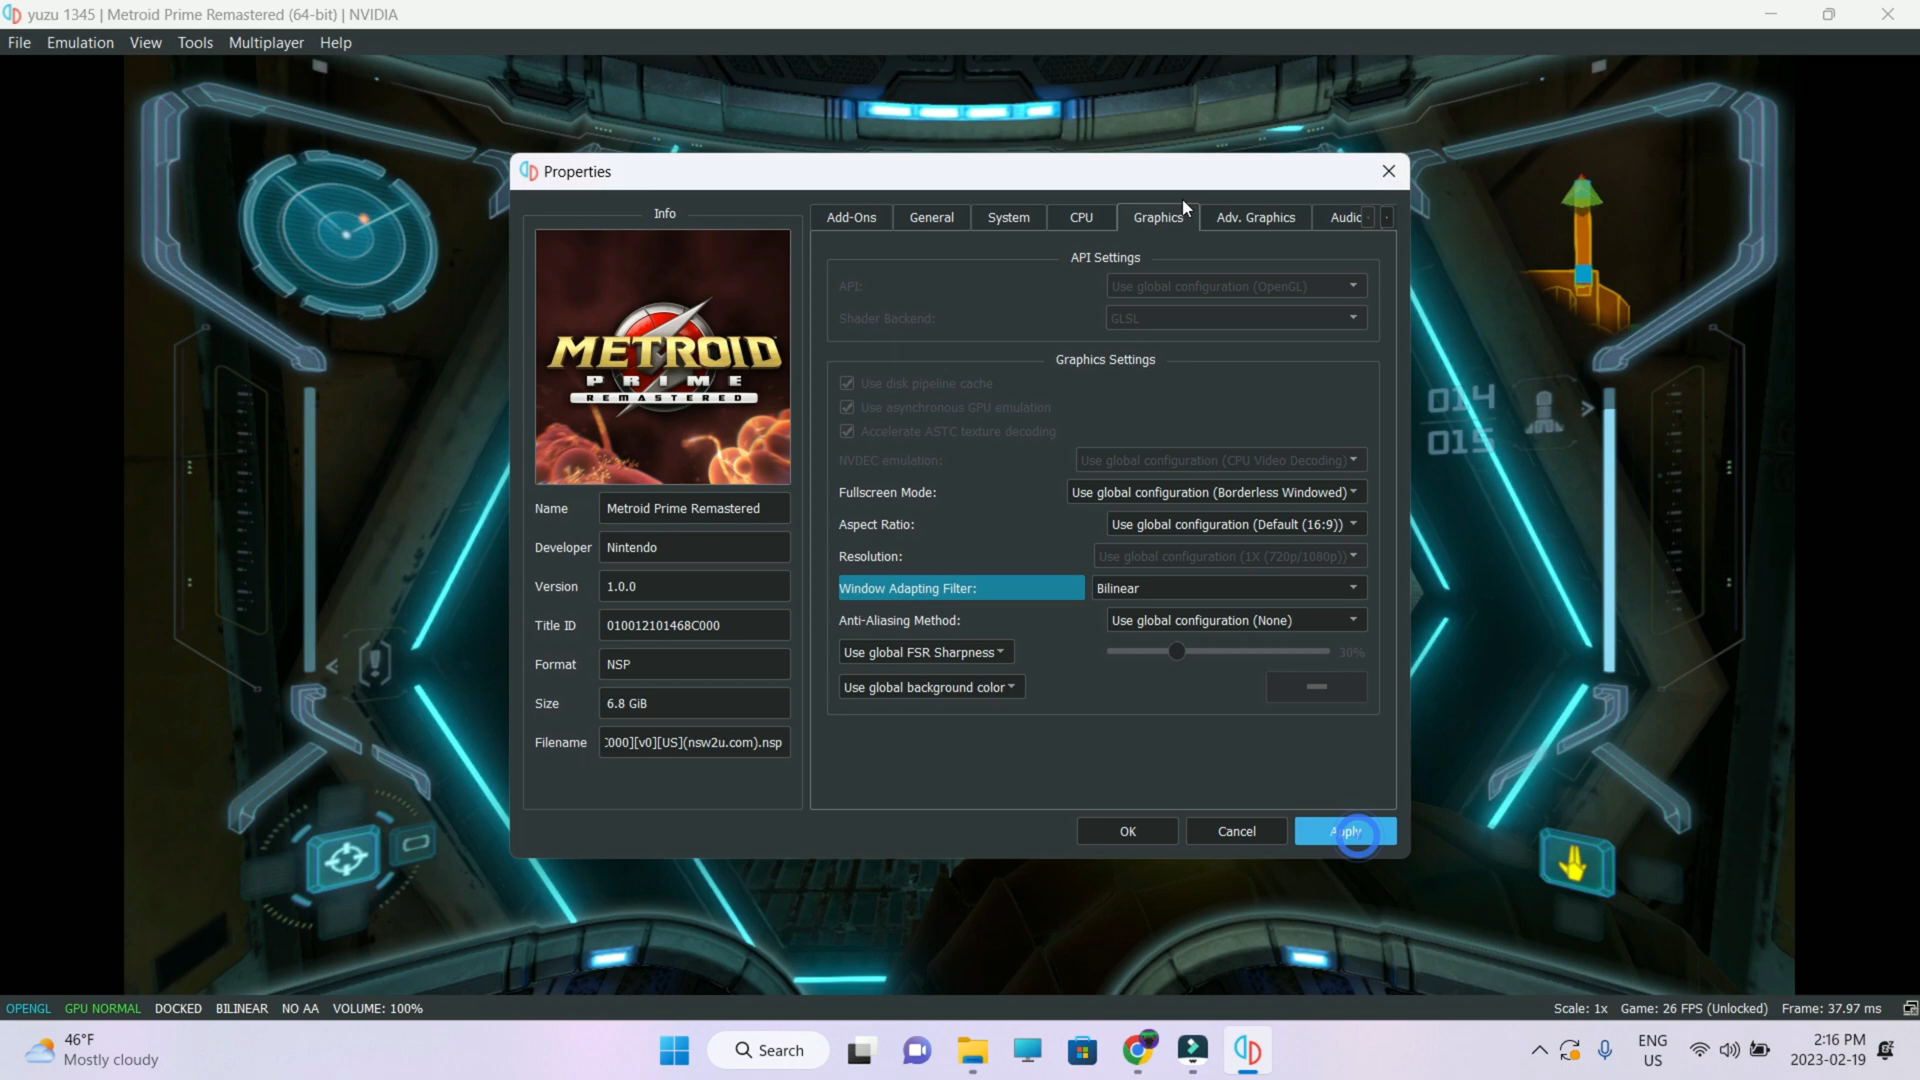 yuzu 1345 | Metroid Prime Remastered (64-bit) | NVIDIA
File Emulation View Tools Multiplayer Help
Properties
Info
METROID
PRIME
REMASTERED
Name Metroid Prime Remastered
Developer Nintendo
Version 1.0.0
Title ID 010012101468C000
Format NSP
Size 6.8 GiB
Filename :000][v0][US](nsw2u.com).nsp
Add-Ons General System CPU Graphics Adv. Graphics Audio
API Settings
API: Use global configuration (OpenGL)
Shader Backend: GLSL
Graphics Settings
Use disk pipeline cache
Use asynchronous GPU emulation
Accelerate ASTC texture decoding
NVDEC emulation: Use global configuration (CPU Video Decoding)
Fullscreen Mode: Use global configuration (Borderless Windowed)
Aspect Ratio: Use global configuration (Default (16:9))
Resolution: Use global configuration (1X (720p/1080p))
Window Adapting Filter: Bilinear
Anti-Aliasing Method: Use global configuration (None)
Use global FSR Sharpness 30%
Use global background color
OK Cancel Apply
014
015
OPENGL GPU NORMAL DOCKED BILINEAR NO AA VOLUME: 100%
Scale: 1x Game: 26 FPS (Unlocked) Frame: 37.97 ms
46°F
Mostly cloudy
Search
ENG
US
2:16 PM
2023-02-19